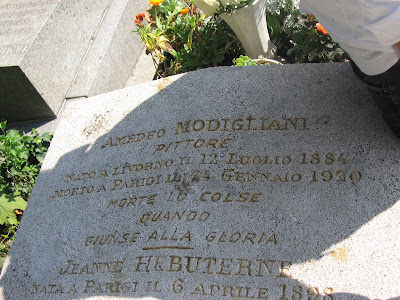 AMEDEO MODIGLIANI
PITTORE
NATO A LIVORNO IL 12 LUGLIO 1884
MORTO A PARIGI IL 24 GENNAIO 1920
MORTE LO COLSE
QUANDO
GIUNSE ALLA GLORIA
JEANNE HEBUTERNE
NATA A PARIGI IL 6 APRILE 1898